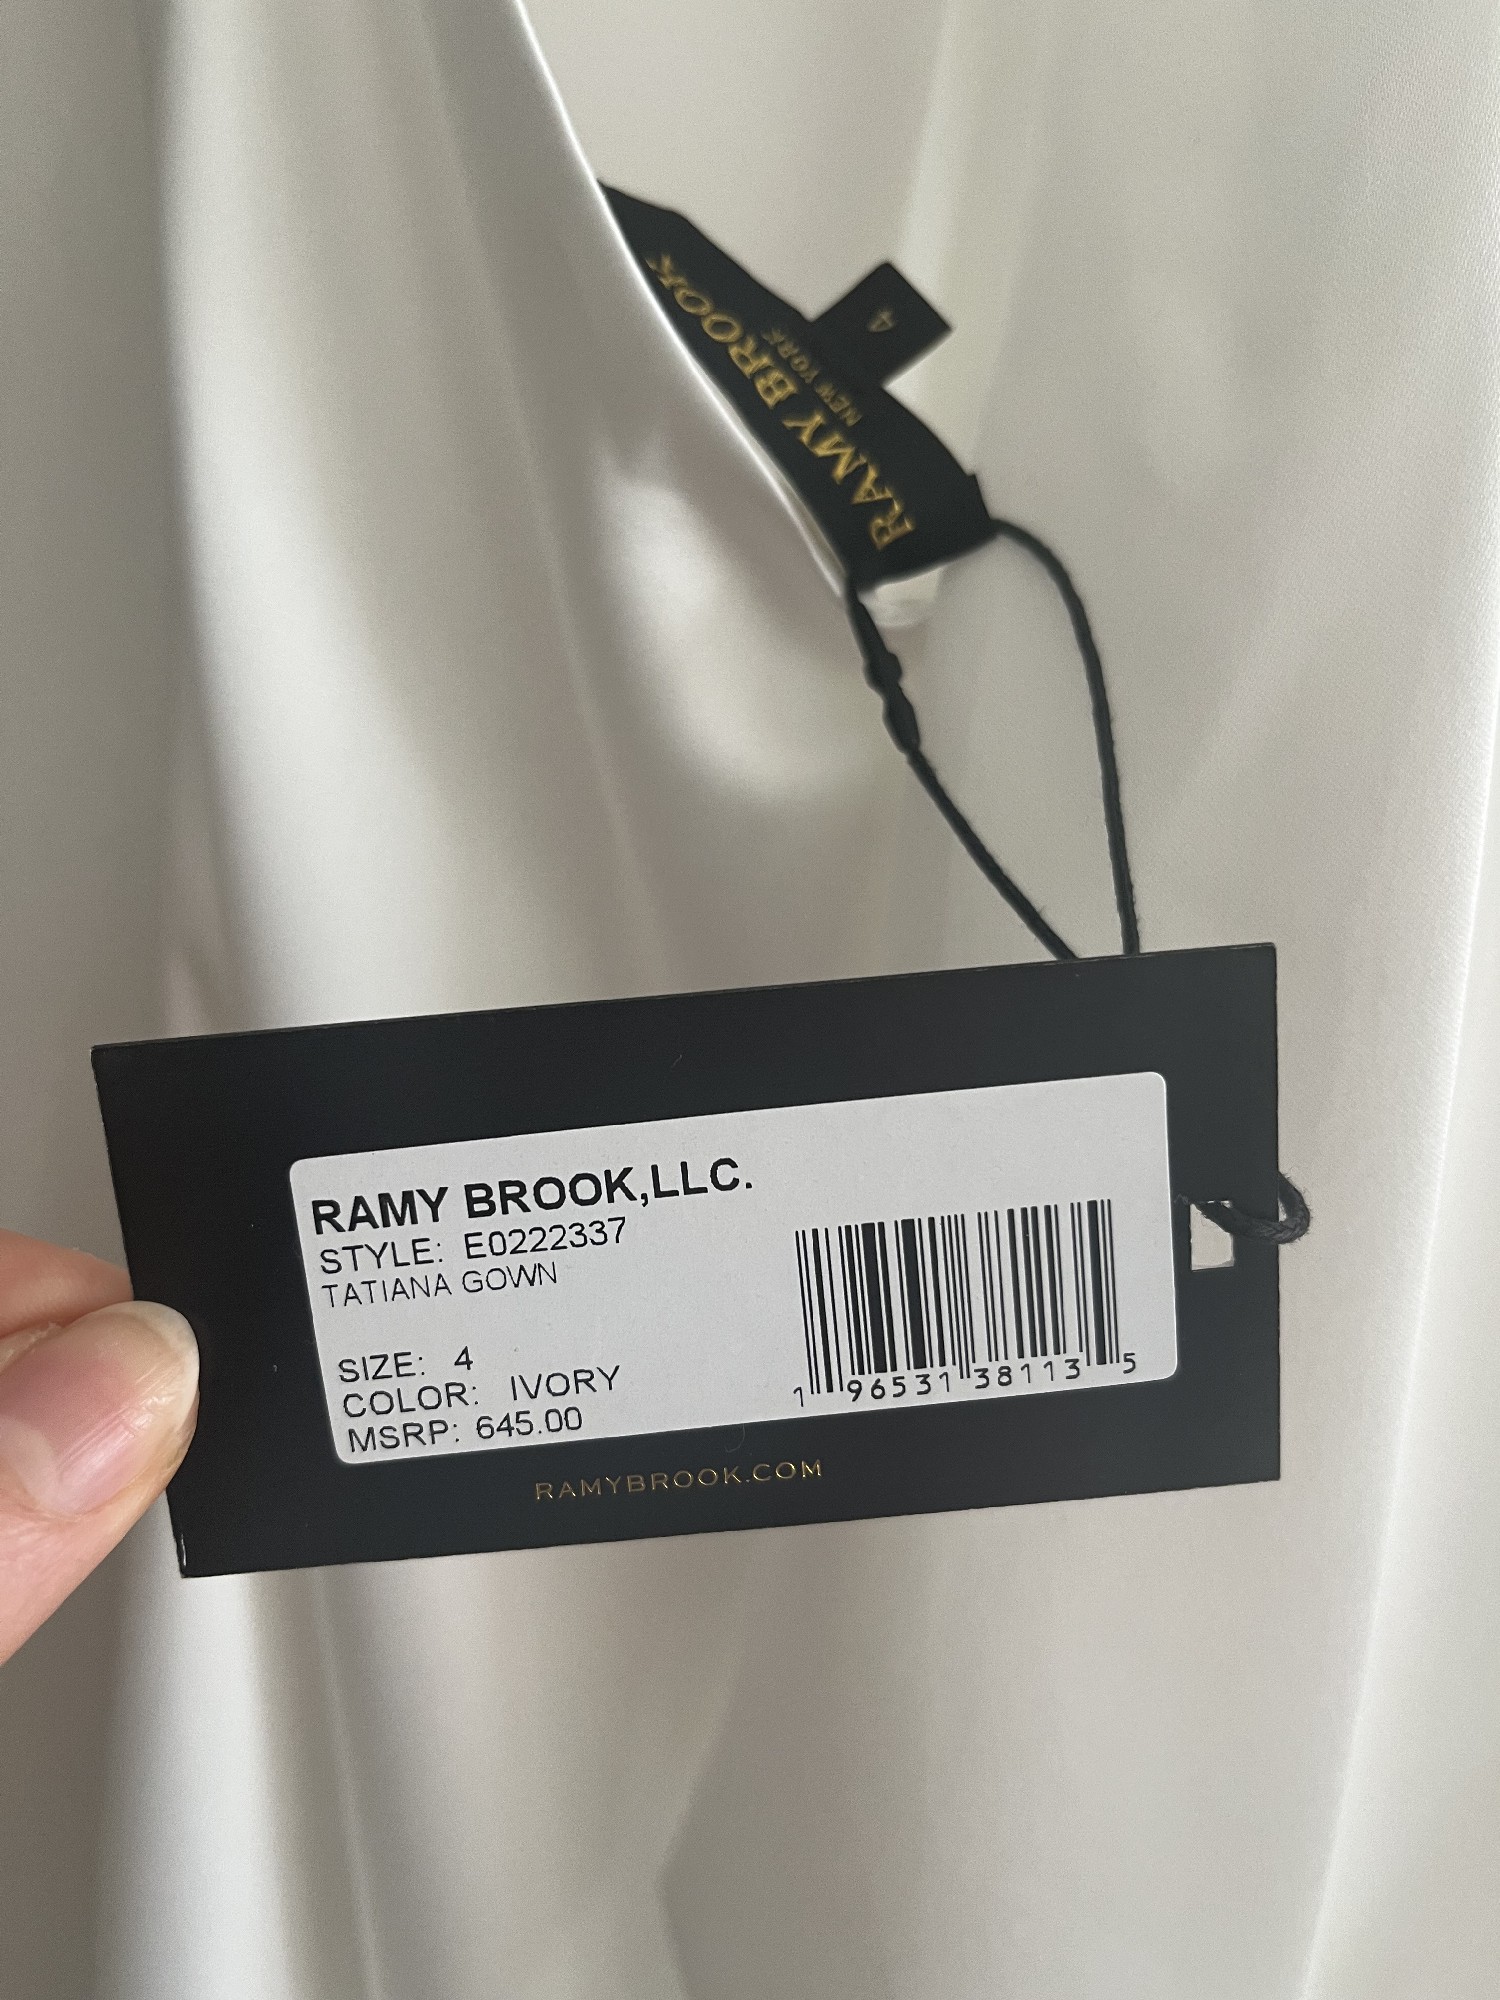 RAMY BROOK
NEW YORK
4
RAMY BROOK,LLC.
STYLE: E0222337
TATIANA GOWN
SIZE: 4
COLOR: IVORY
MSRP: 645.00
1 96531 38113 5
RAMYBROOK.COM